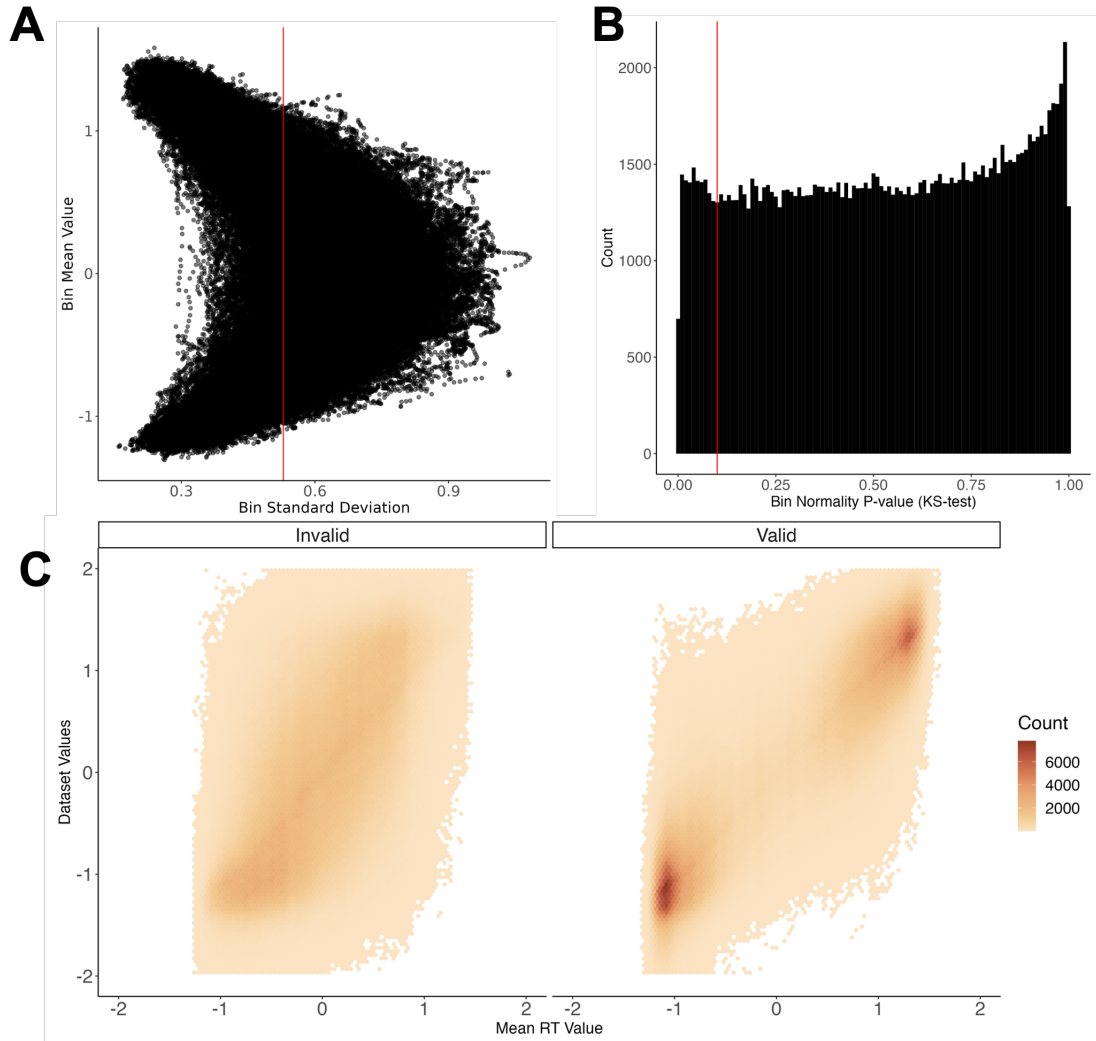 A
B
Bin Mean Value
1
0
-1
0.3
0.6
0.9
Bin Standard Deviation
Count
2000
1500
1000
500
0
0.00
0.25
0.50
0.75
1.00
Bin Normality P-value (KS-test)
C
Invalid
Valid
Dataset Values
2
1
0
-1
-2
-2
-1
0
1
2
-2
-1
0
1
2
Mean RT Value
Count
6000
4000
2000